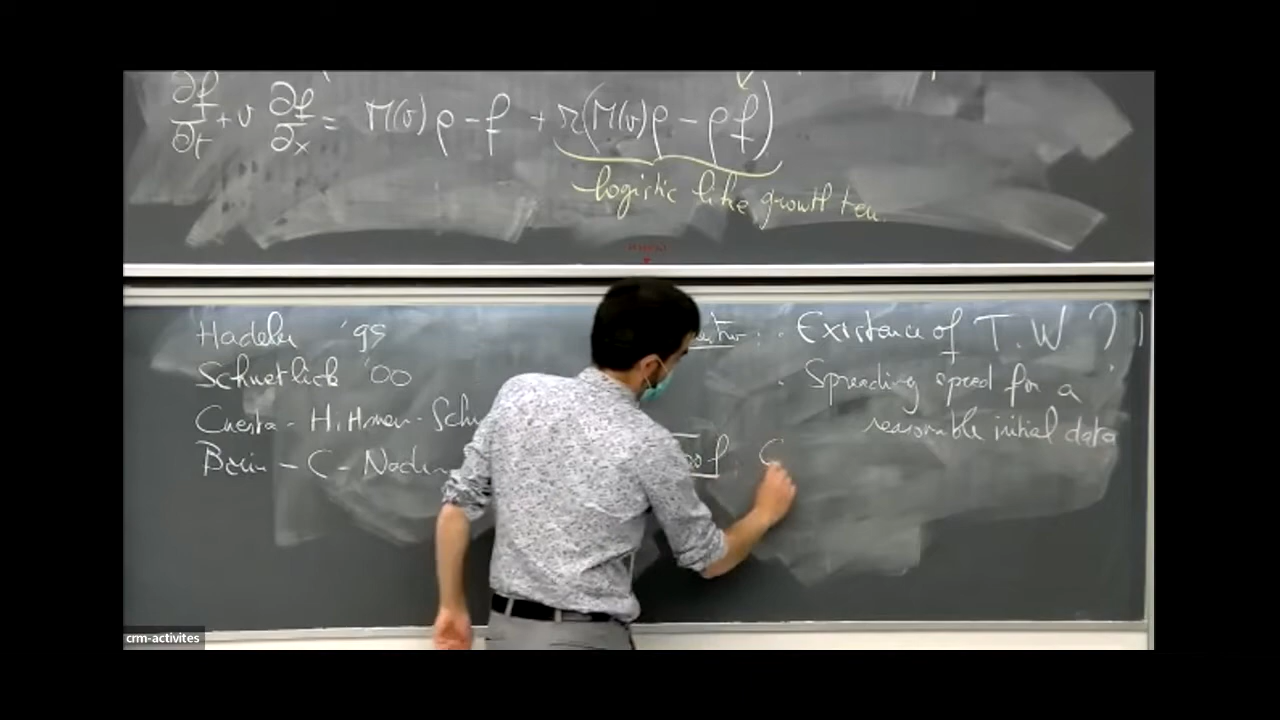 ∂f/∂t + v ∂f/∂x = M(v)ρ - f + r(M(v)ρ - ρf)
logistic like growth
Hadeler '95
Schwetlick '00
Cuesta - Hittmeir - Sch
Bouin - C - Nadin
: · Existence of T.W ?
· Spreading speed for a
reasonable initial data
oof : C
crm-activites